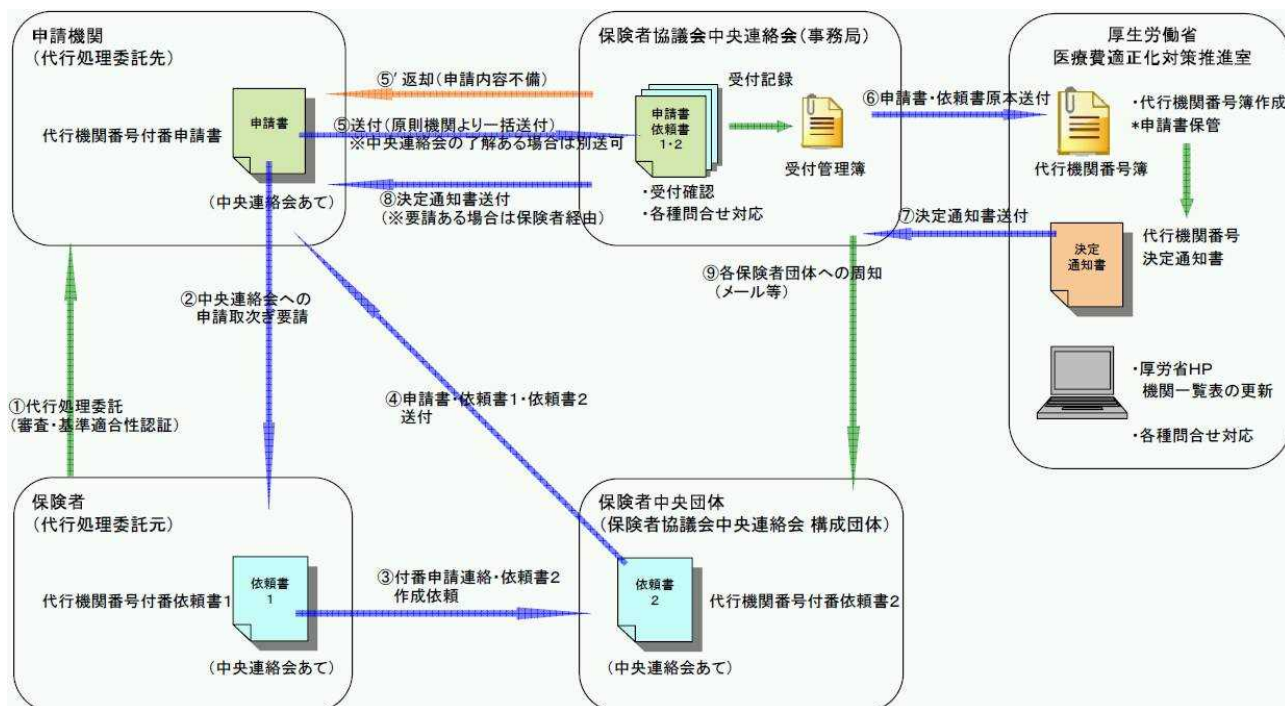 申請機関
(代行処理委託先)
代行機関番号付番申請書
申請書
(中央連絡会あて)
⑤’返却(申請内容不備)
⑤送付(原則機関より一括送付)
※中央連絡会の了解ある場合は別送可
⑧決定通知書送付
(※要請ある場合は保険者経由)
保険者協議会中央連絡会(事務局)
申請書
依頼書
1・2
受付記録
受付管理簿
・受付確認
・各種問合せ対応
⑥申請書・依頼書原本送付
厚生労働省
医療費適正化対策推進室
・代行機関番号簿作成
*申請書保管
代行機関番号簿
⑦決定通知書送付
決定
通知書
代行機関番号
決定通知書
・厚労省HP
機関一覧表の更新
・各種問合せ対応
②中央連絡会への
申請取次ぎ要請
⑨各保険者団体への周知
(メール等)
①代行処理委託
(審査・基準適合性認証)
④申請書・依頼書1・依頼書2
送付
保険者
(代行処理委託元)
代行機関番号付番依頼書1
依頼書
1
(中央連絡会あて)
③付番申請連絡・依頼書2
作成依頼
保険者中央団体
(保険者協議会中央連絡会 構成団体)
依頼書
2
代行機関番号付番依頼書2
(中央連絡会あて)